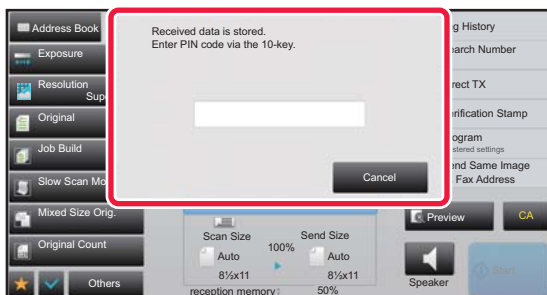 Address Book
Exposure
Resolution
Sup
Original
Job Build
Slow Scan Mo
Mixed Size Orig.
Original Count
Others
Received data is stored.
Enter PIN code via the 10-key.
Cancel
g History
earch Number
rect TX
erification Stamp
ogram
stered settings
end Same Image
Fax Address
Preview
CA
Scan Size
100%
Send Size
Auto
Auto
8½x11
8½x11
reception memory:
50%
Speaker
Start